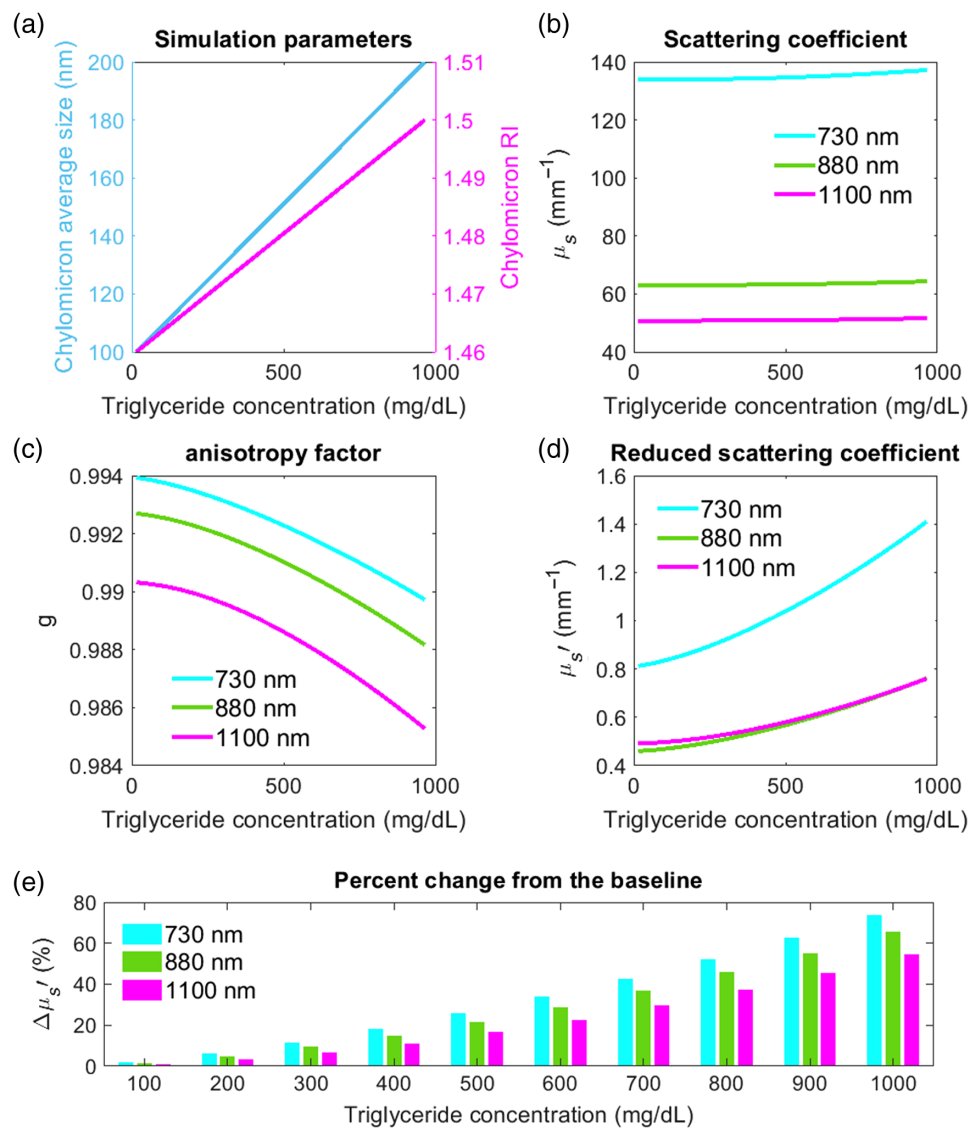 (a)
Simulation parameters
Chylomicron average size (nm)
200
180
160
140
120
100
1.51
1.5
1.49
1.48
1.47
1.46
Chylomicron RI
0
500
1000
Triglyceride concentration (mg/dL)
(b)
Scattering coefficient
μs (mm−1)
140
120
100
80
60
40
730 nm
880 nm
1100 nm
0
500
1000
Triglyceride concentration (mg/dL)
(c)
anisotropy factor
g
0.994
0.992
0.99
0.988
0.986
0.984
730 nm
880 nm
1100 nm
0
500
1000
Triglyceride concentration (mg/dL)
(d)
Reduced scattering coefficient
μs′ (mm−1)
1.6
1.4
1.2
1
0.8
0.6
0.4
730 nm
880 nm
1100 nm
0
500
1000
Triglyceride concentration (mg/dL)
(e)
Percent change from the baseline
Δμs′ (%)
80
60
40
20
0
730 nm
880 nm
1100 nm
100 200 300 400 500 600 700 800 900 1000
Triglyceride concentration (mg/dL)